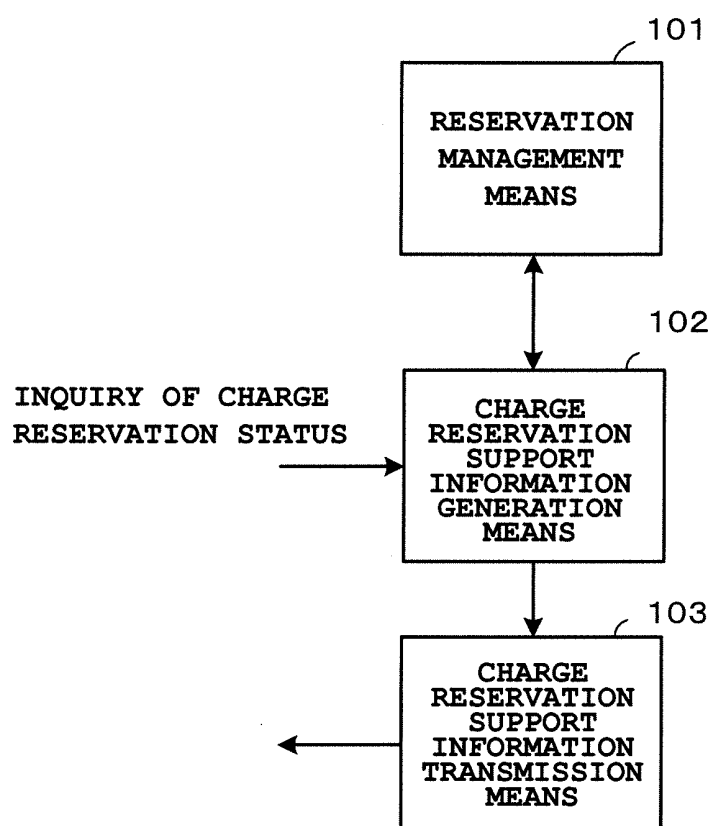 101
RESERVATION
MANAGEMENT
MEANS
102
INQUIRY OF CHARGE
RESERVATION STATUS
CHARGE
RESERVATION
SUPPORT
INFORMATION
GENERATION
MEANS
103
CHARGE
RESERVATION
SUPPORT
INFORMATION
TRANSMISSION
MEANS